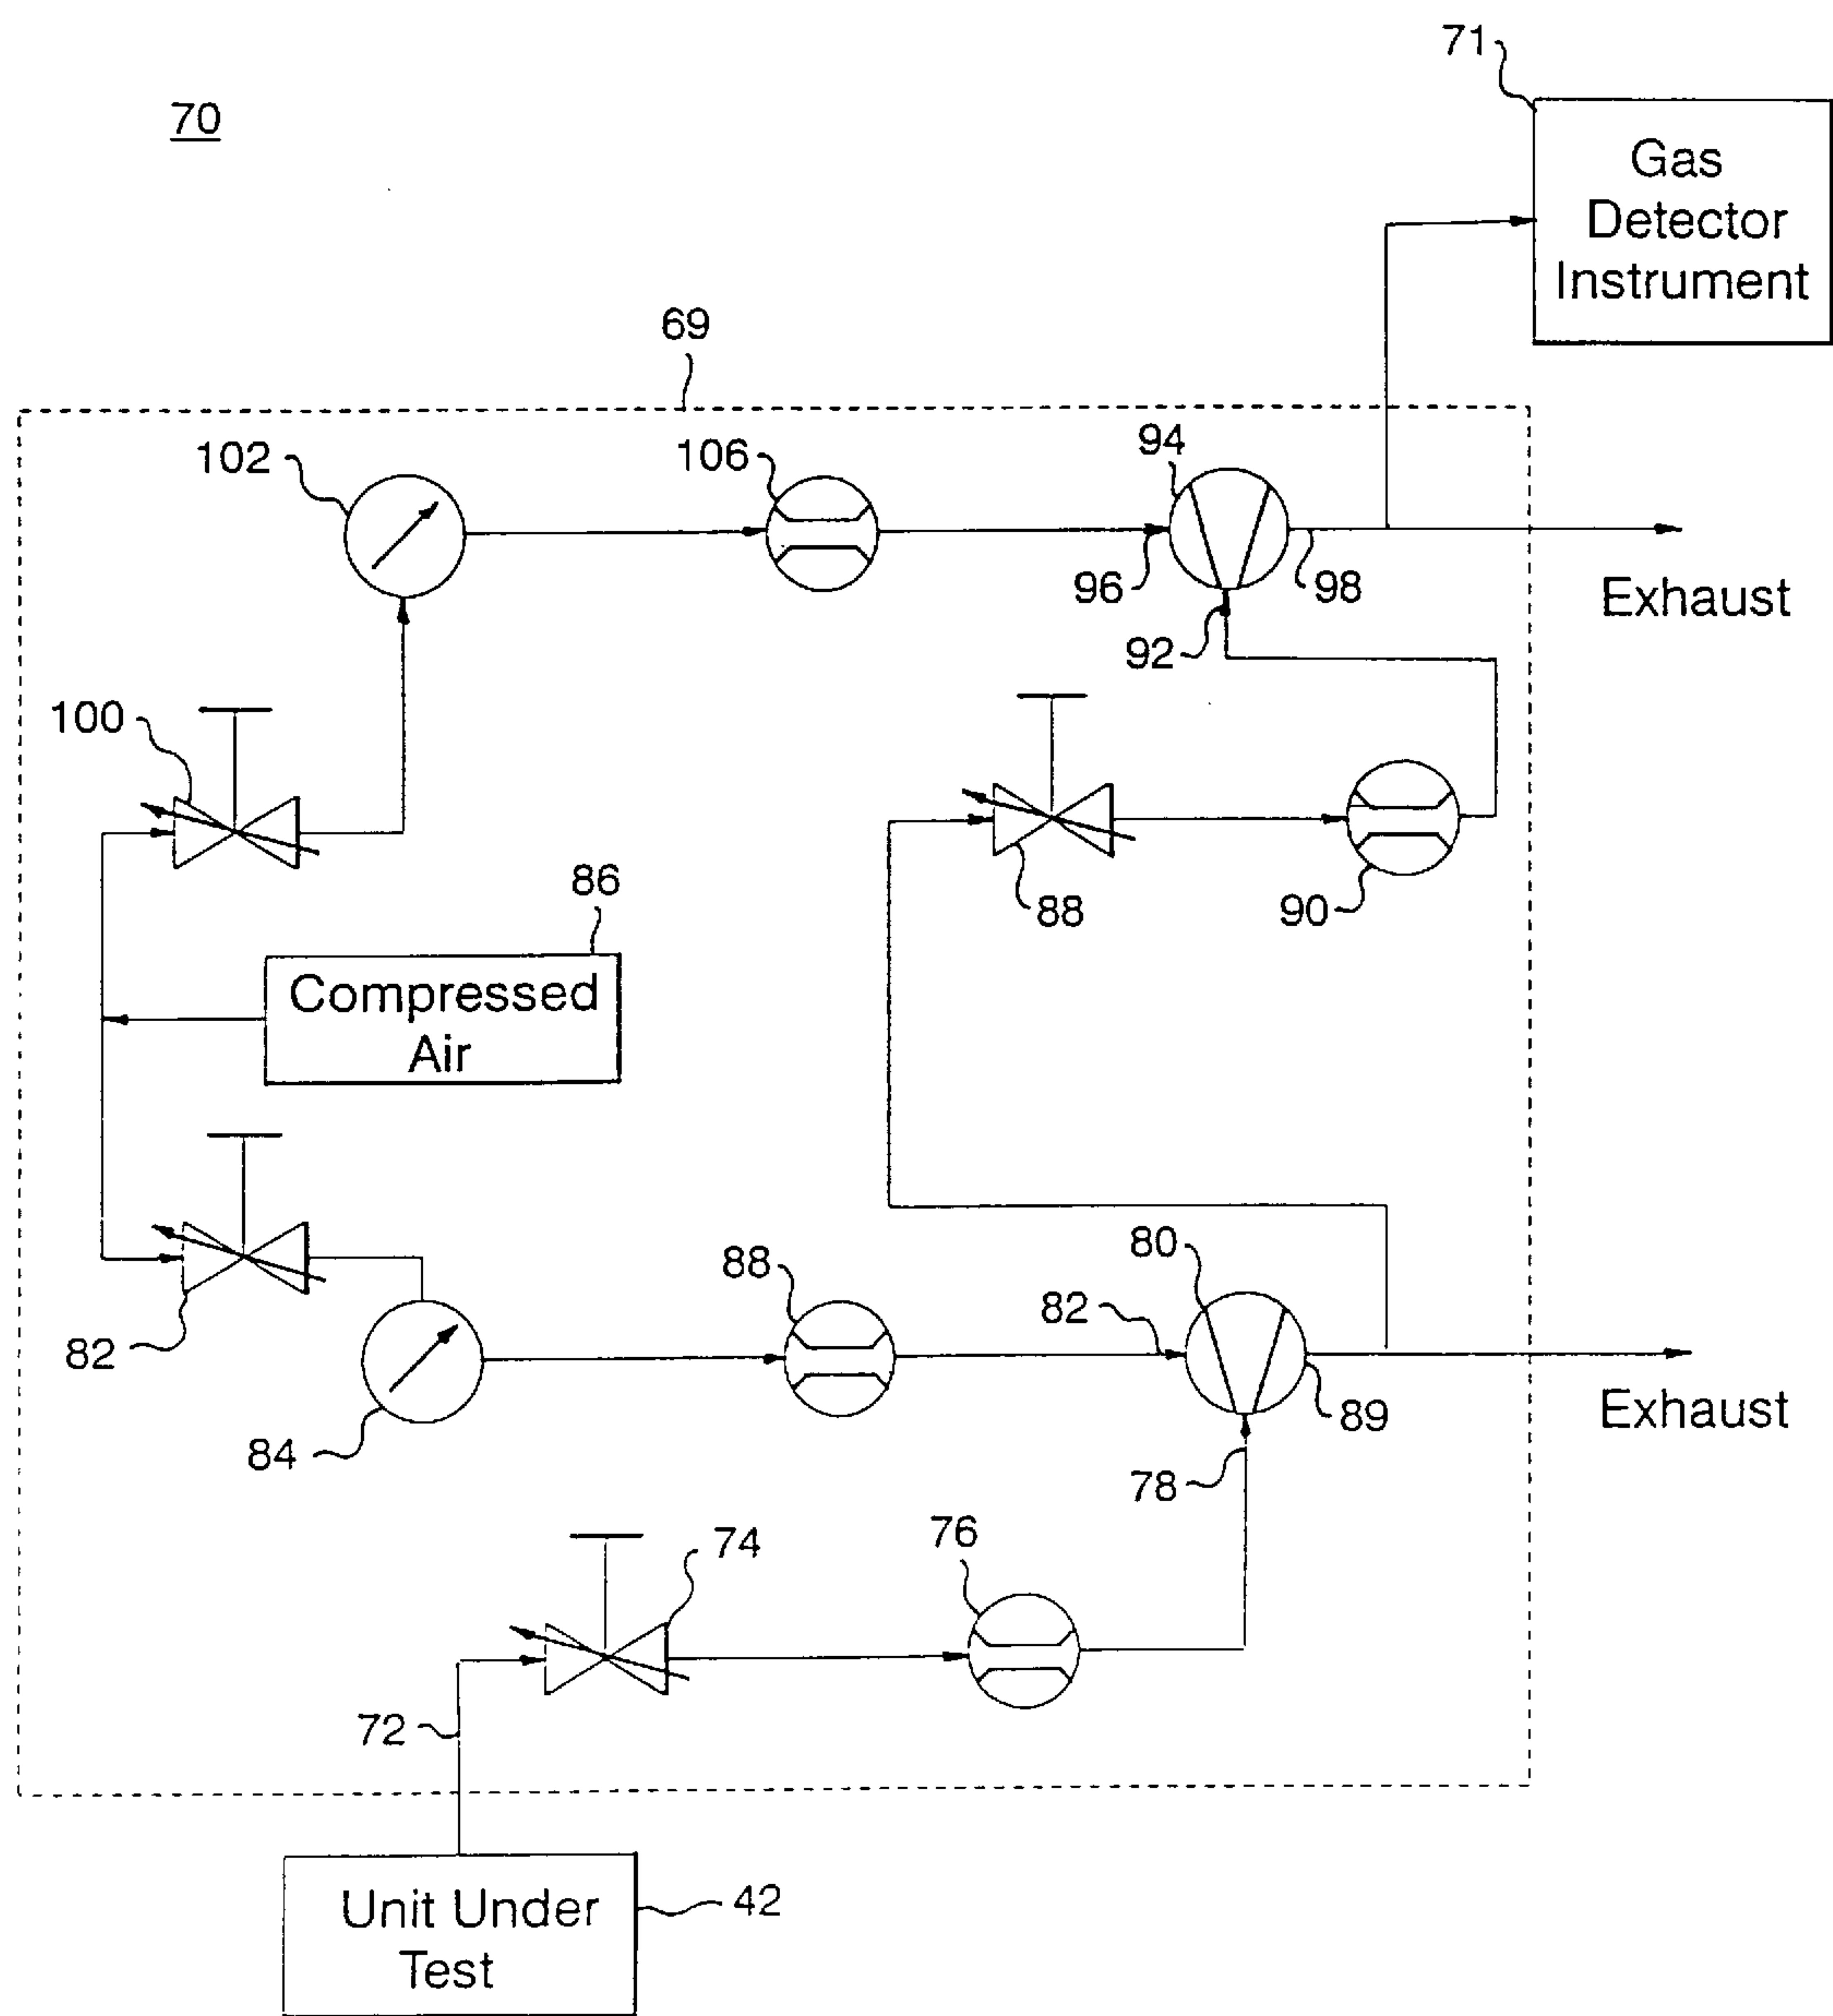 71
70
Gas
Detector
Instrument
69
102
106
94
96
98
92
Exhaust
100
88
90
86
Compressed
Air
82
88
80
82
84
89
Exhaust
78
74
76
72
Unit Under
Test
42